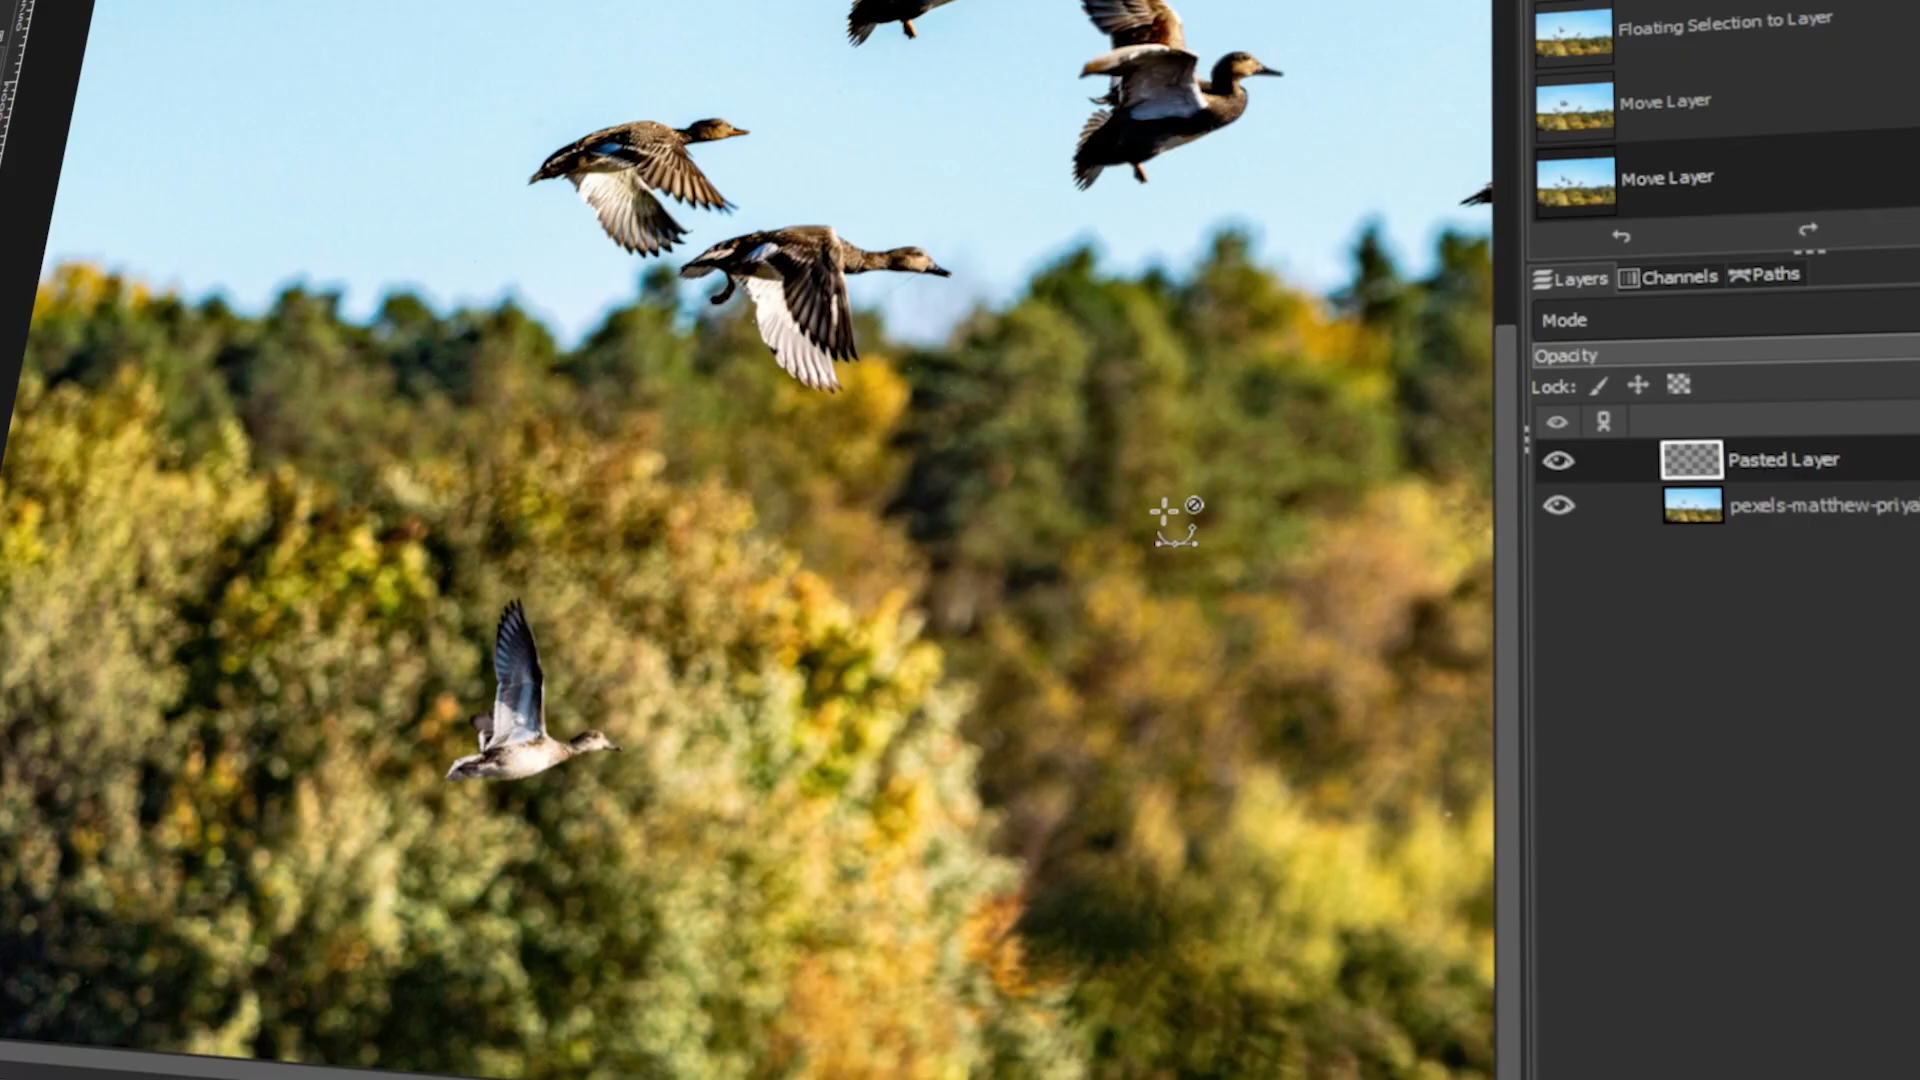 Floating Selection to Layer
Move Layer
Move Layer
Layers Channels Paths
Mode
Opacity
Lock:
Pasted Layer
pexels-matthew-priya